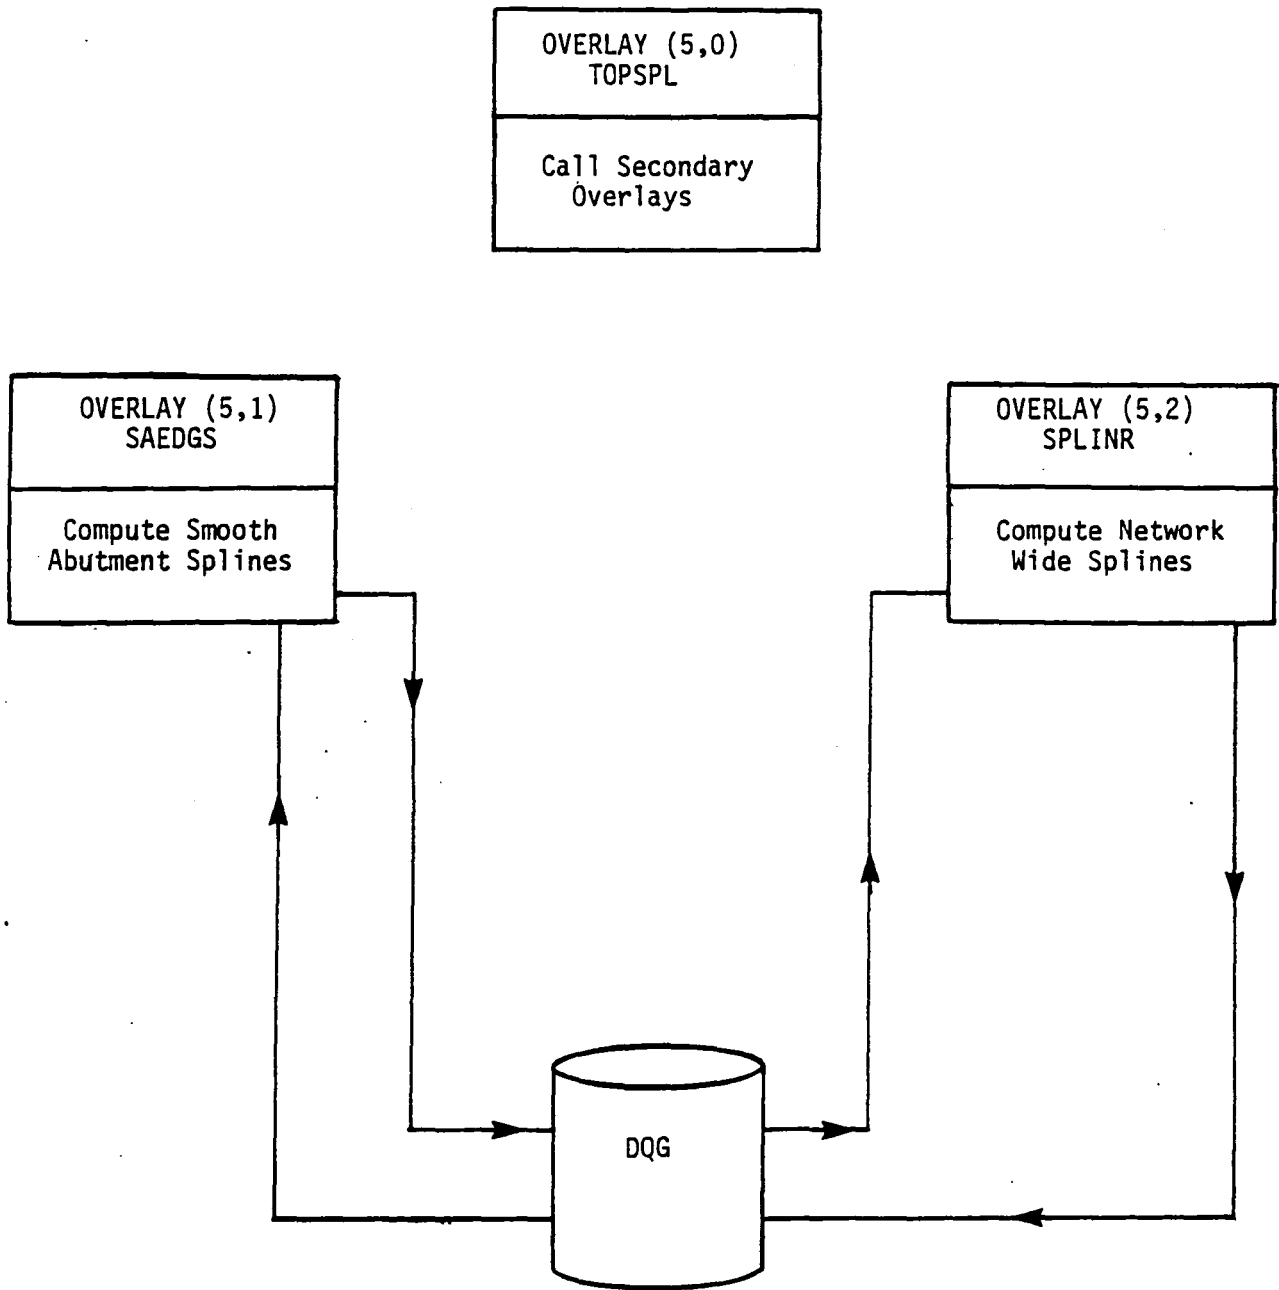 OVERLAY (5,0)
TOPSPL
Call Secondary
Overlays
OVERLAY (5,1)
SAEDGS
Compute Smooth
Abutment Splines
OVERLAY (5,2)
SPLINR
Compute Network
Wide Splines
DQG